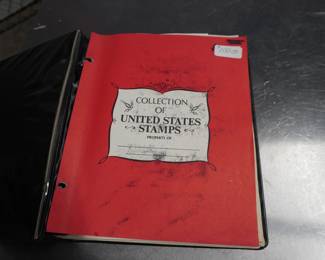 COLLECTION
OF
UNITED STATES
STAMPS
PROPERTY OF